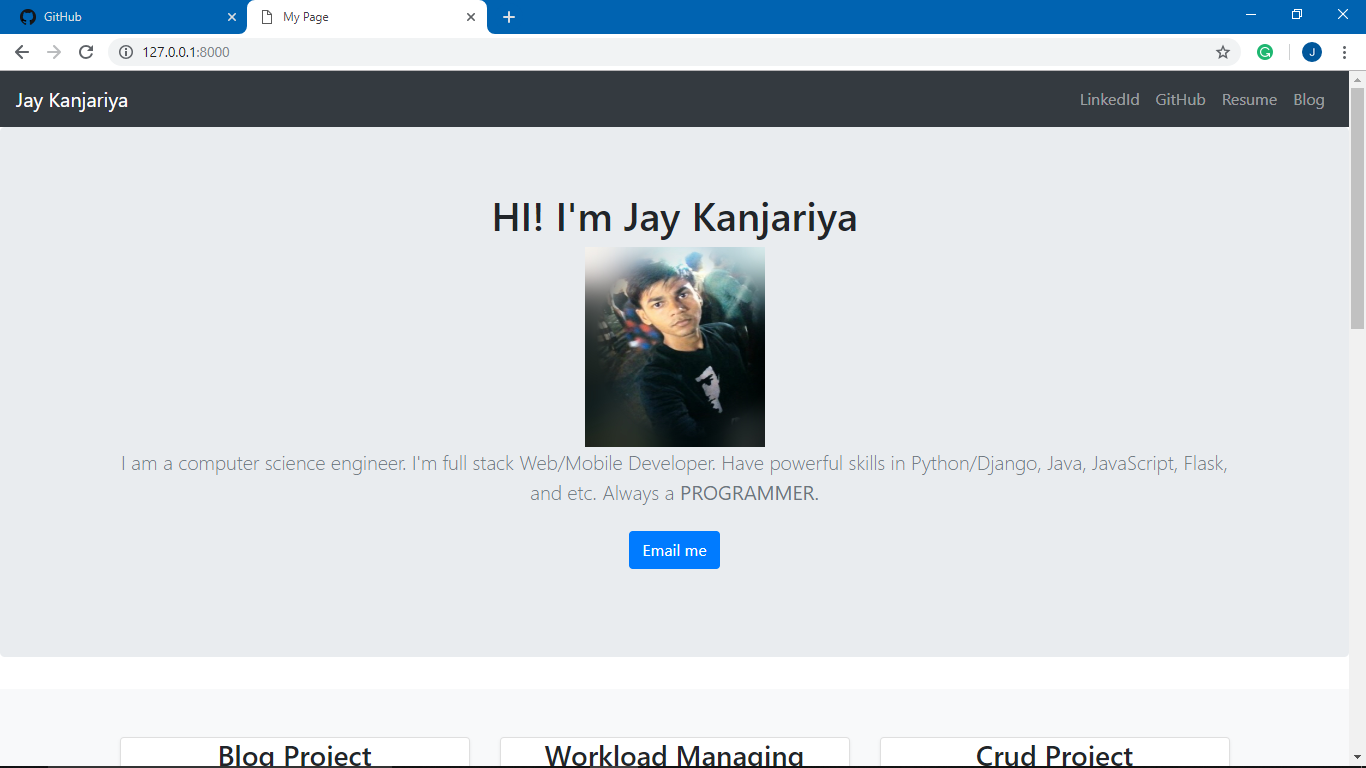 GitHub
My Page
127.0.0.1:8000
J
Jay Kanjariya
LinkedId GitHub Resume Blog
HI! I'm Jay Kanjariya
I am a computer science engineer. I'm full stack Web/Mobile Developer. Have powerful skills in Python/Django, Java, JavaScript, Flask,
and etc. Always a PROGRAMMER.
Email me
Blog Project Workload Managing Crud Project